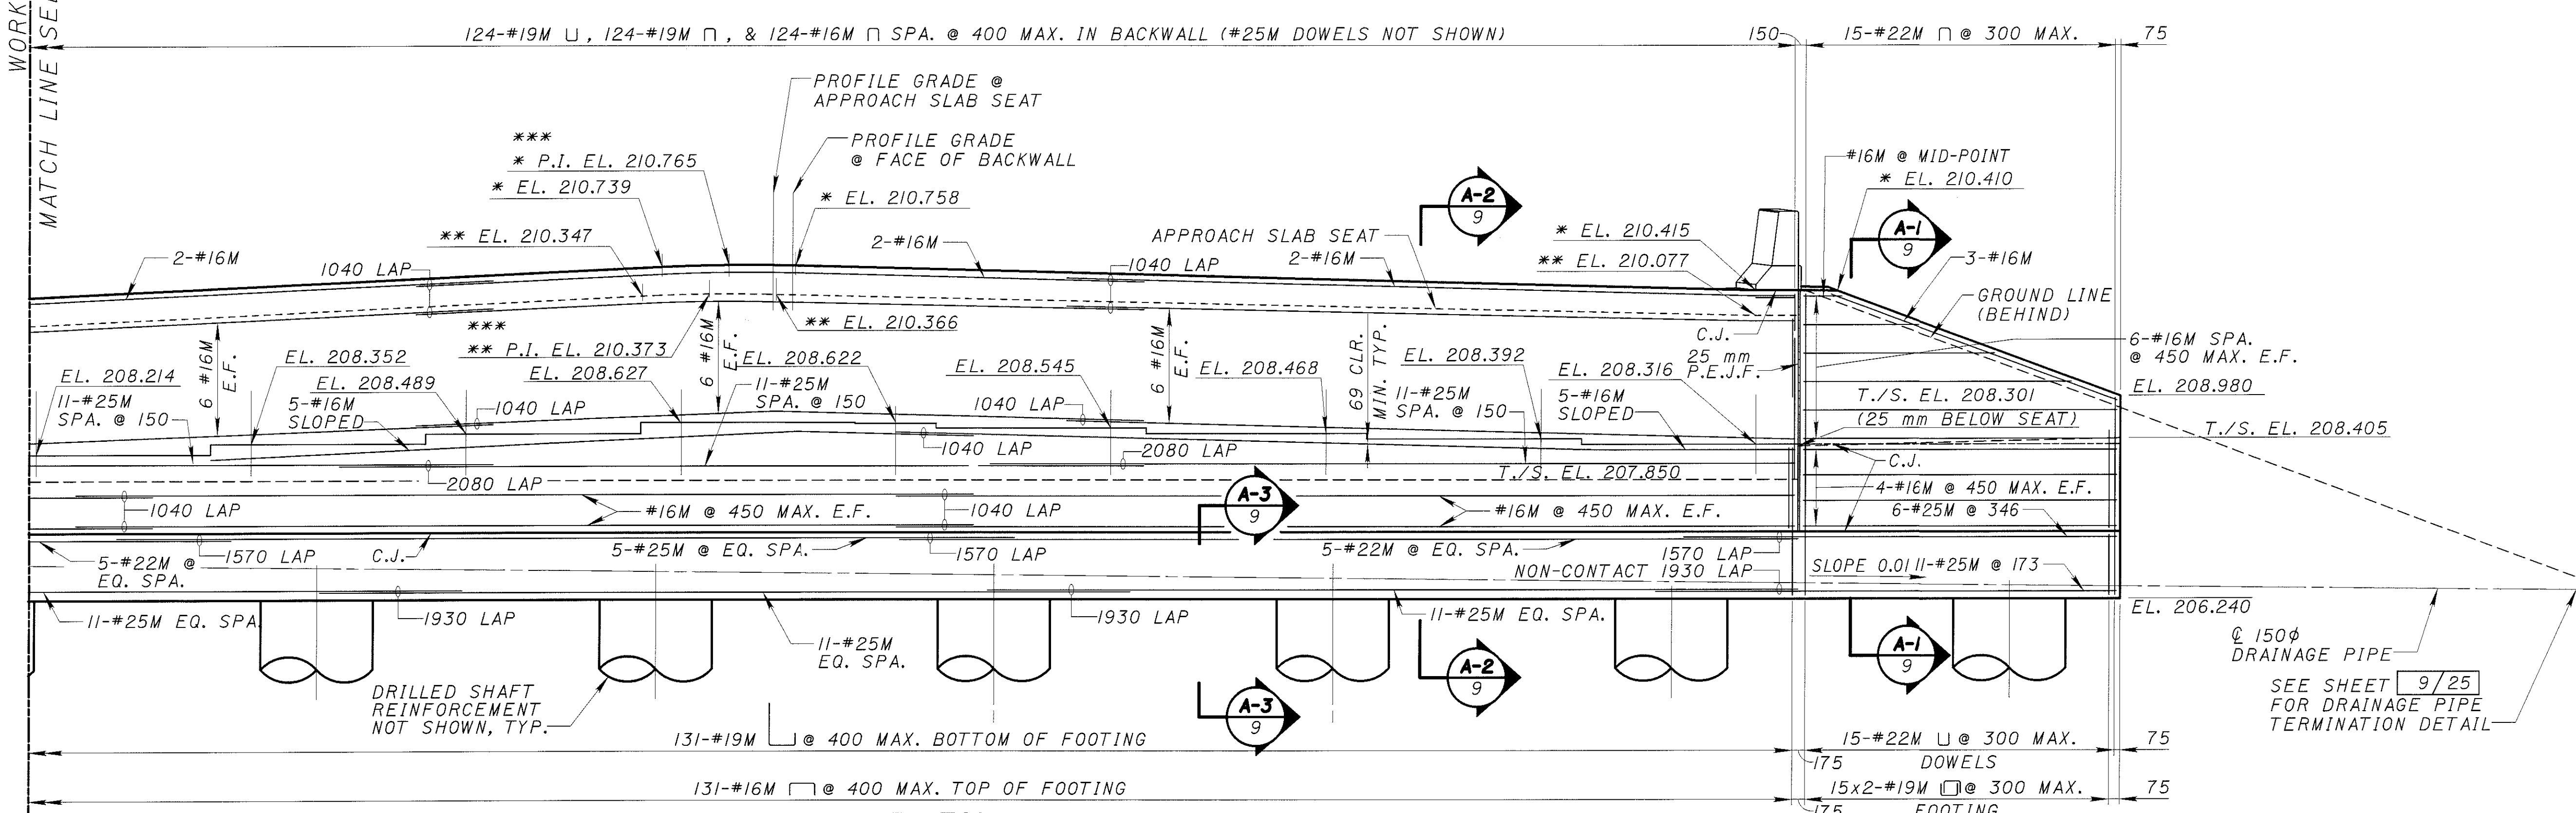 WORK
MATCH LINE
124-#19M ⊔, 124-#19M ⊓, & 124-#16M ⊓ SPA. @ 400 MAX. IN BACKWALL (#25M DOWELS NOT SHOWN)
150
15-#22M ⊓ @ 300 MAX.
75
PROFILE GRADE @
APPROACH SLAB SEAT
PROFILE GRADE
@ FACE OF BACKWALL
***
* P.I. EL. 210.765
* EL. 210.739
* EL. 210.758
** EL. 210.347
2-#16M
1040 LAP
2-#16M
A-2
9
APPROACH SLAB SEAT
2-#16M
1040 LAP
* EL. 210.415
** EL. 210.077
#16M @ MID-POINT
* EL. 210.410
A-1
9
3-#16M
GROUND LINE
(BEHIND)
6-#16M SPA.
@ 450 MAX. E.F.
EL. 208.980
T./S. EL. 208.405
6 #16M
E.F.
***
** P.I. EL. 210.373
** EL. 210.366
6 #16M
E.F.
6 #16M
E.F.
69 CLR.
MIN. TYP.
C.J.
25 mm
P.E.J.F.
EL. 208.214
EL. 208.352
EL. 208.489
EL. 208.627
EL. 208.622
EL. 208.545
EL. 208.468
EL. 208.392
EL. 208.316
11-#25M
SPA. @ 150
5-#16M
SLOPED
1040 LAP
11-#25M
SPA. @ 150
1040 LAP
1040 LAP
2080 LAP
11-#25M
SPA. @ 150
5-#16M
SLOPED
T./S. EL. 208.301
(25 mm BELOW SEAT)
C.J.
2080 LAP
T./S. EL. 207.850
4-#16M @ 450 MAX. E.F.
1040 LAP
#16M @ 450 MAX. E.F.
1040 LAP
A-3
9
#16M @ 450 MAX. E.F.
6-#25M @ 346
5-#22M @
EQ. SPA.
1570 LAP
C.J.
5-#25M @ EQ. SPA.
1570 LAP
5-#22M @ EQ. SPA.
1570 LAP
NON-CONTACT 1930 LAP
SLOPE 0.01
11-#25M @ 173
EL. 206.240
11-#25M EQ. SPA.
1930 LAP
11-#25M
EQ. SPA.
1930 LAP
11-#25M EQ. SPA.
A-2
9
A-1
9
A-3
9
℄ 150ϕ
DRAINAGE PIPE
SEE SHEET 9/25
FOR DRAINAGE PIPE
TERMINATION DETAIL
DRILLED SHAFT
REINFORCEMENT
NOT SHOWN, TYP.
131-#19M ⊔ @ 400 MAX. BOTTOM OF FOOTING
175
15-#22M ⊔ @ 300 MAX.
DOWELS
75
131-#16M ⊓ @ 400 MAX. TOP OF FOOTING
175
15x2-#19M @ 300 MAX.
FOOTING
75